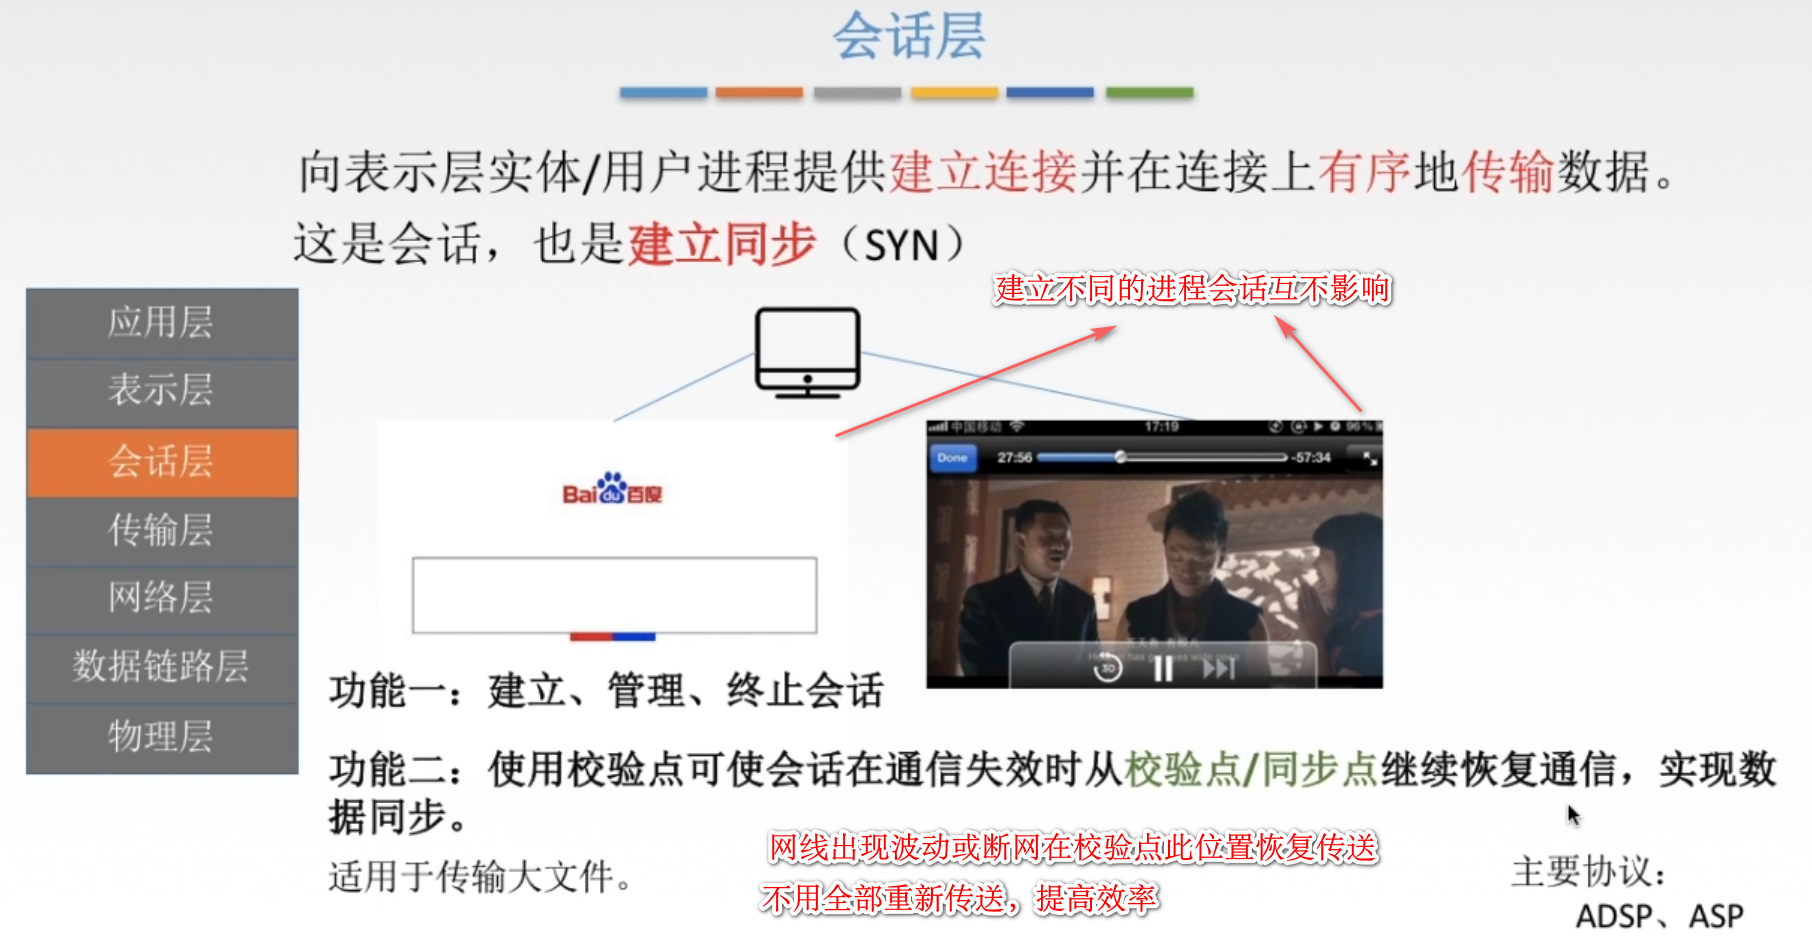 会话层
向表示层实体/用户进程提供建立连接并在连接上有序地传输数据。
这是会话，也是建立同步（SYN）
建立不同的进程会话互不影响
应用层
表示层
会话层
传输层
网络层
数据链路层
物理层
Bai du 百度
中国移动 17:19 96%
Done 27:56 -57:34
30
功能一：建立、管理、终止会话
功能二：使用校验点可使会话在通信失效时从校验点/同步点继续恢复通信，实现数
据同步。
网线出现波动或断网在校验点此位置恢复传送
适用于传输大文件。
不用全部重新传送，提高效率
主要协议：
ADSP、ASP